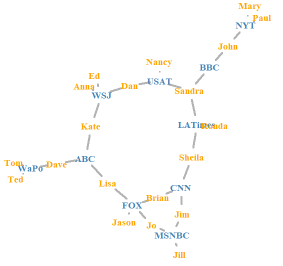 Mary
Paul
NYT
John
Nancy
BBC
Ed
Anna
Dan
USAT
Sandra
WSJ
Kate
LATimes
Ronda
Tom
WaPo
Dave
ABC
Sheila
Ted
Lisa
CNN
Brian
FOX
Jim
Jason
Jo
MSNBC
Jill